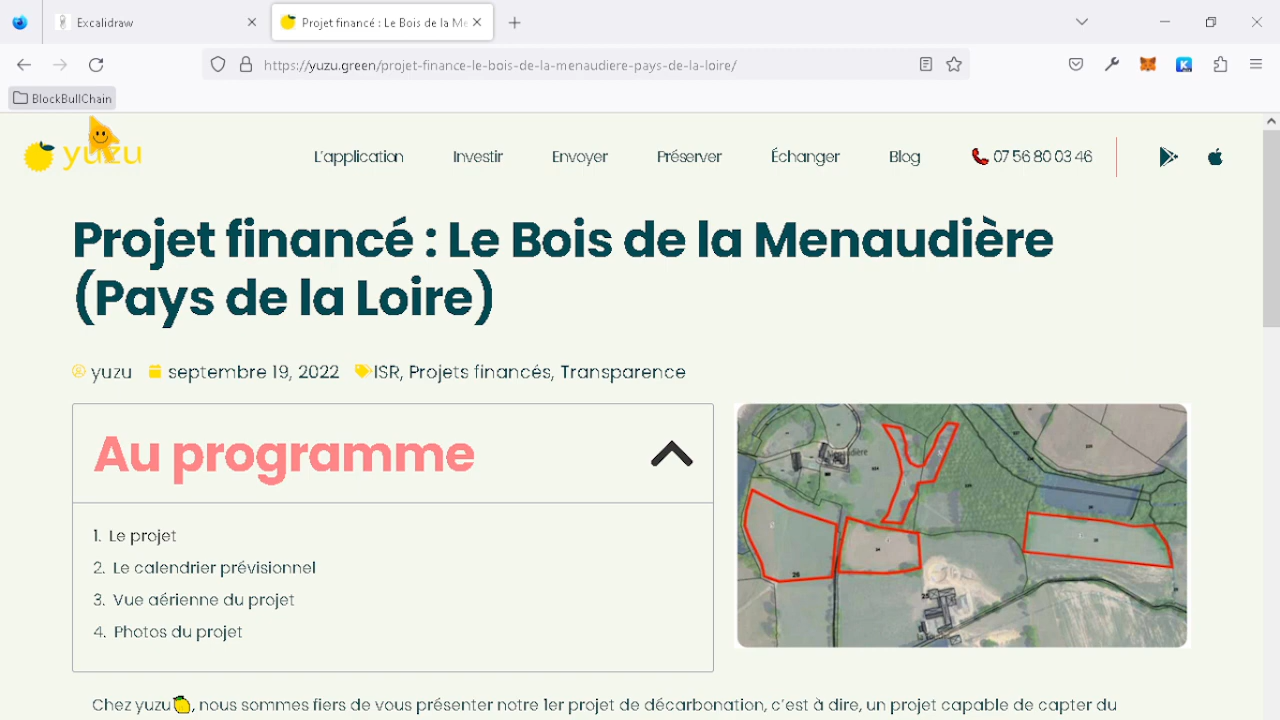 Excalidraw
Projet financé : Le Bois de la Me
https://yuzu.green/projet-finance-le-bois-de-la-menaudiere-pays-de-la-loire/
BlockBullChain
yuzu
L'application
Investir
Envoyer
Préserver
Échanger
Blog
07 56 80 03 46
Projet financé : Le Bois de la Menaudière
(Pays de la Loire)
yuzu
septembre 19, 2022
ISR, Projets financés, Transparence
Au programme
1. Le projet
2. Le calendrier prévisionnel
3. Vue aérienne du projet
4. Photos du projet
26
25
Chez yuzu, nous sommes fiers de vous présenter notre 1er projet de décarbonation, c'est à dire, un projet capable de capter du